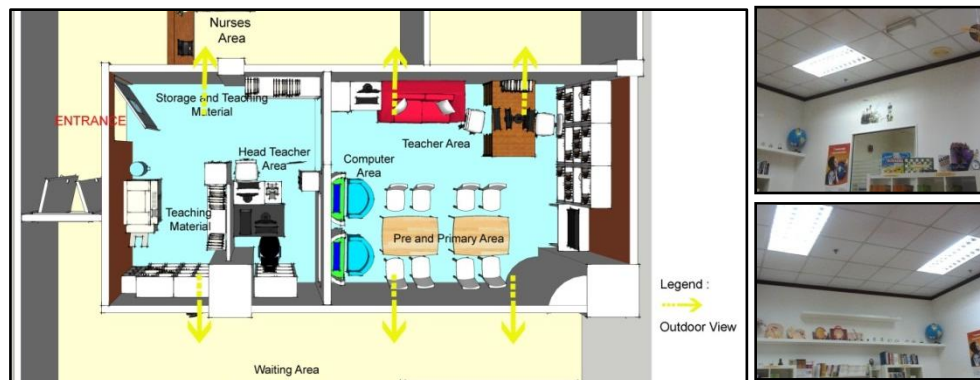 Nurses
Area
Storage and Teaching
Material
ENTRANCE
Head Teacher
Area
Teacher Area
Computer
Area
Teaching
Material
Pre and Primary Area
Legend :
Outdoor View
Waiting Area